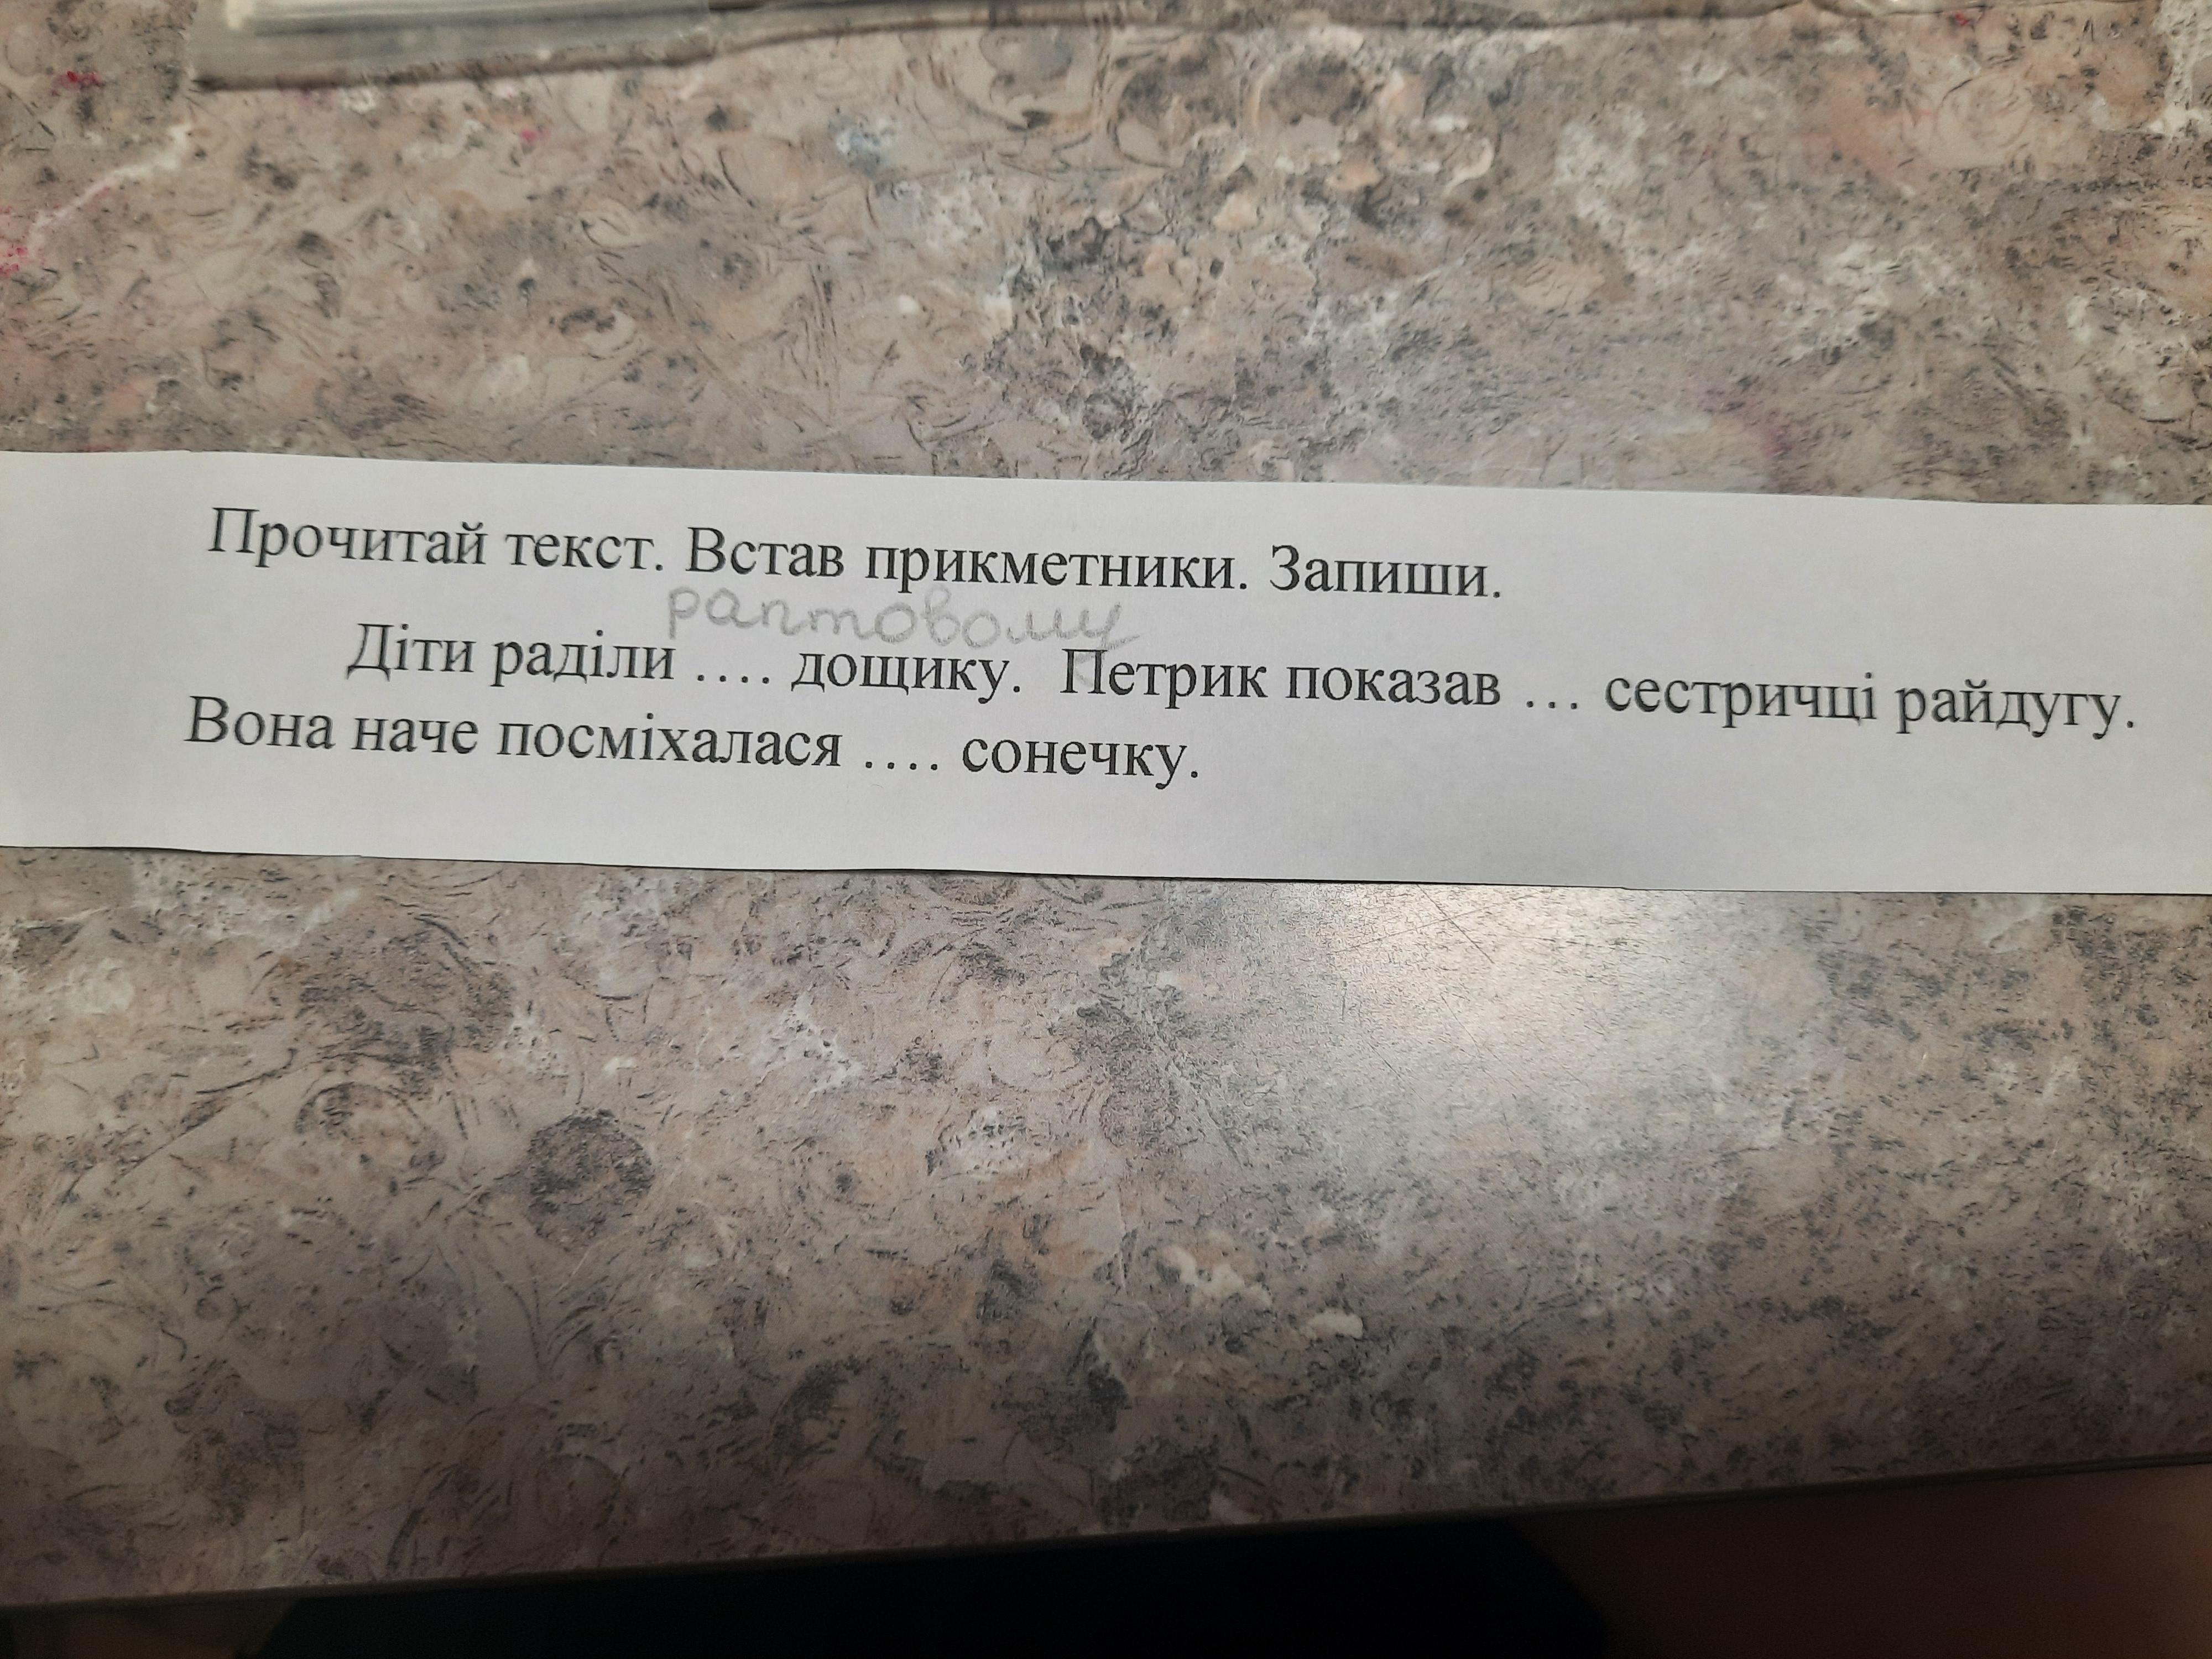 Прочитай текст. Встав прикметники. Запиши.
раптовому
Діти раділи .... дощику. Петрик показав ... сестричці райдугу.
Вона наче посміхалася .... сонечку.